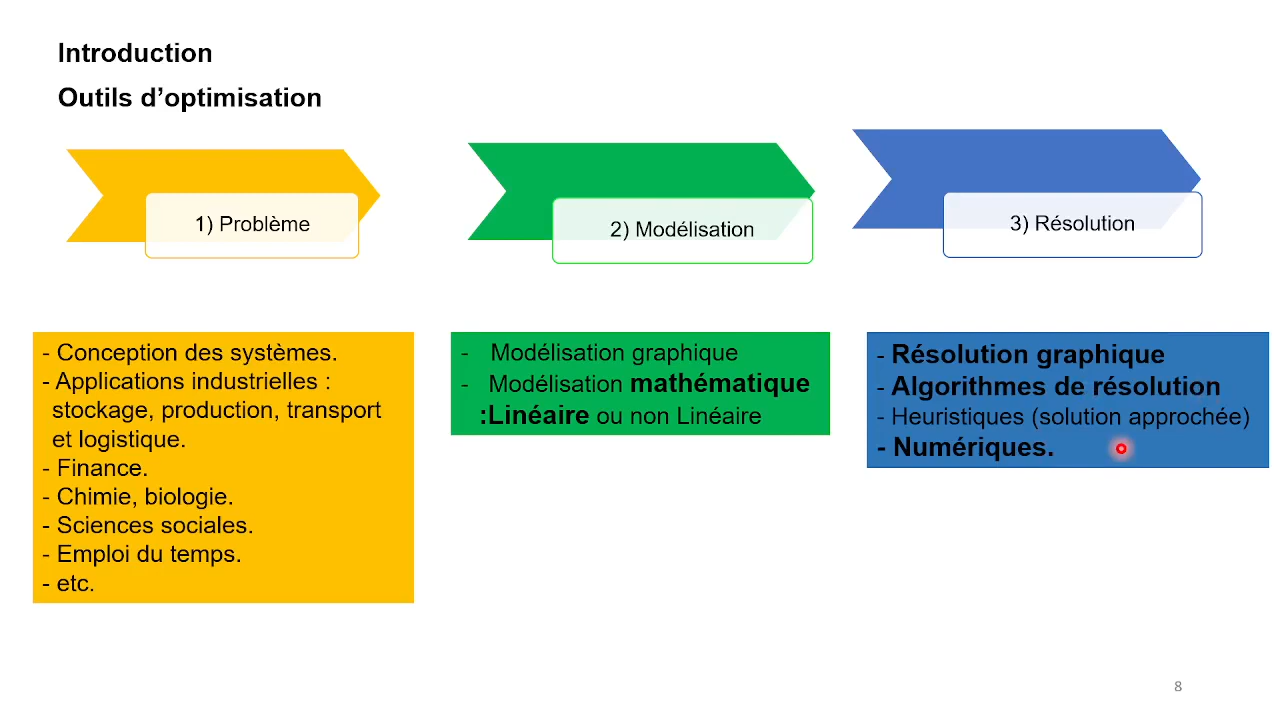 Introduction
Outils d’optimisation
1) Problème
2) Modélisation
3) Résolution
- Conception des systèmes.
- Applications industrielles :
stockage, production, transport
et logistique.
- Finance.
- Chimie, biologie.
- Sciences sociales.
- Emploi du temps.
- etc.
- Modélisation graphique
- Modélisation mathématique
:Linéaire ou non Linéaire
- Résolution graphique
- Algorithmes de résolution
- Heuristiques (solution approchée)
- Numériques.
8